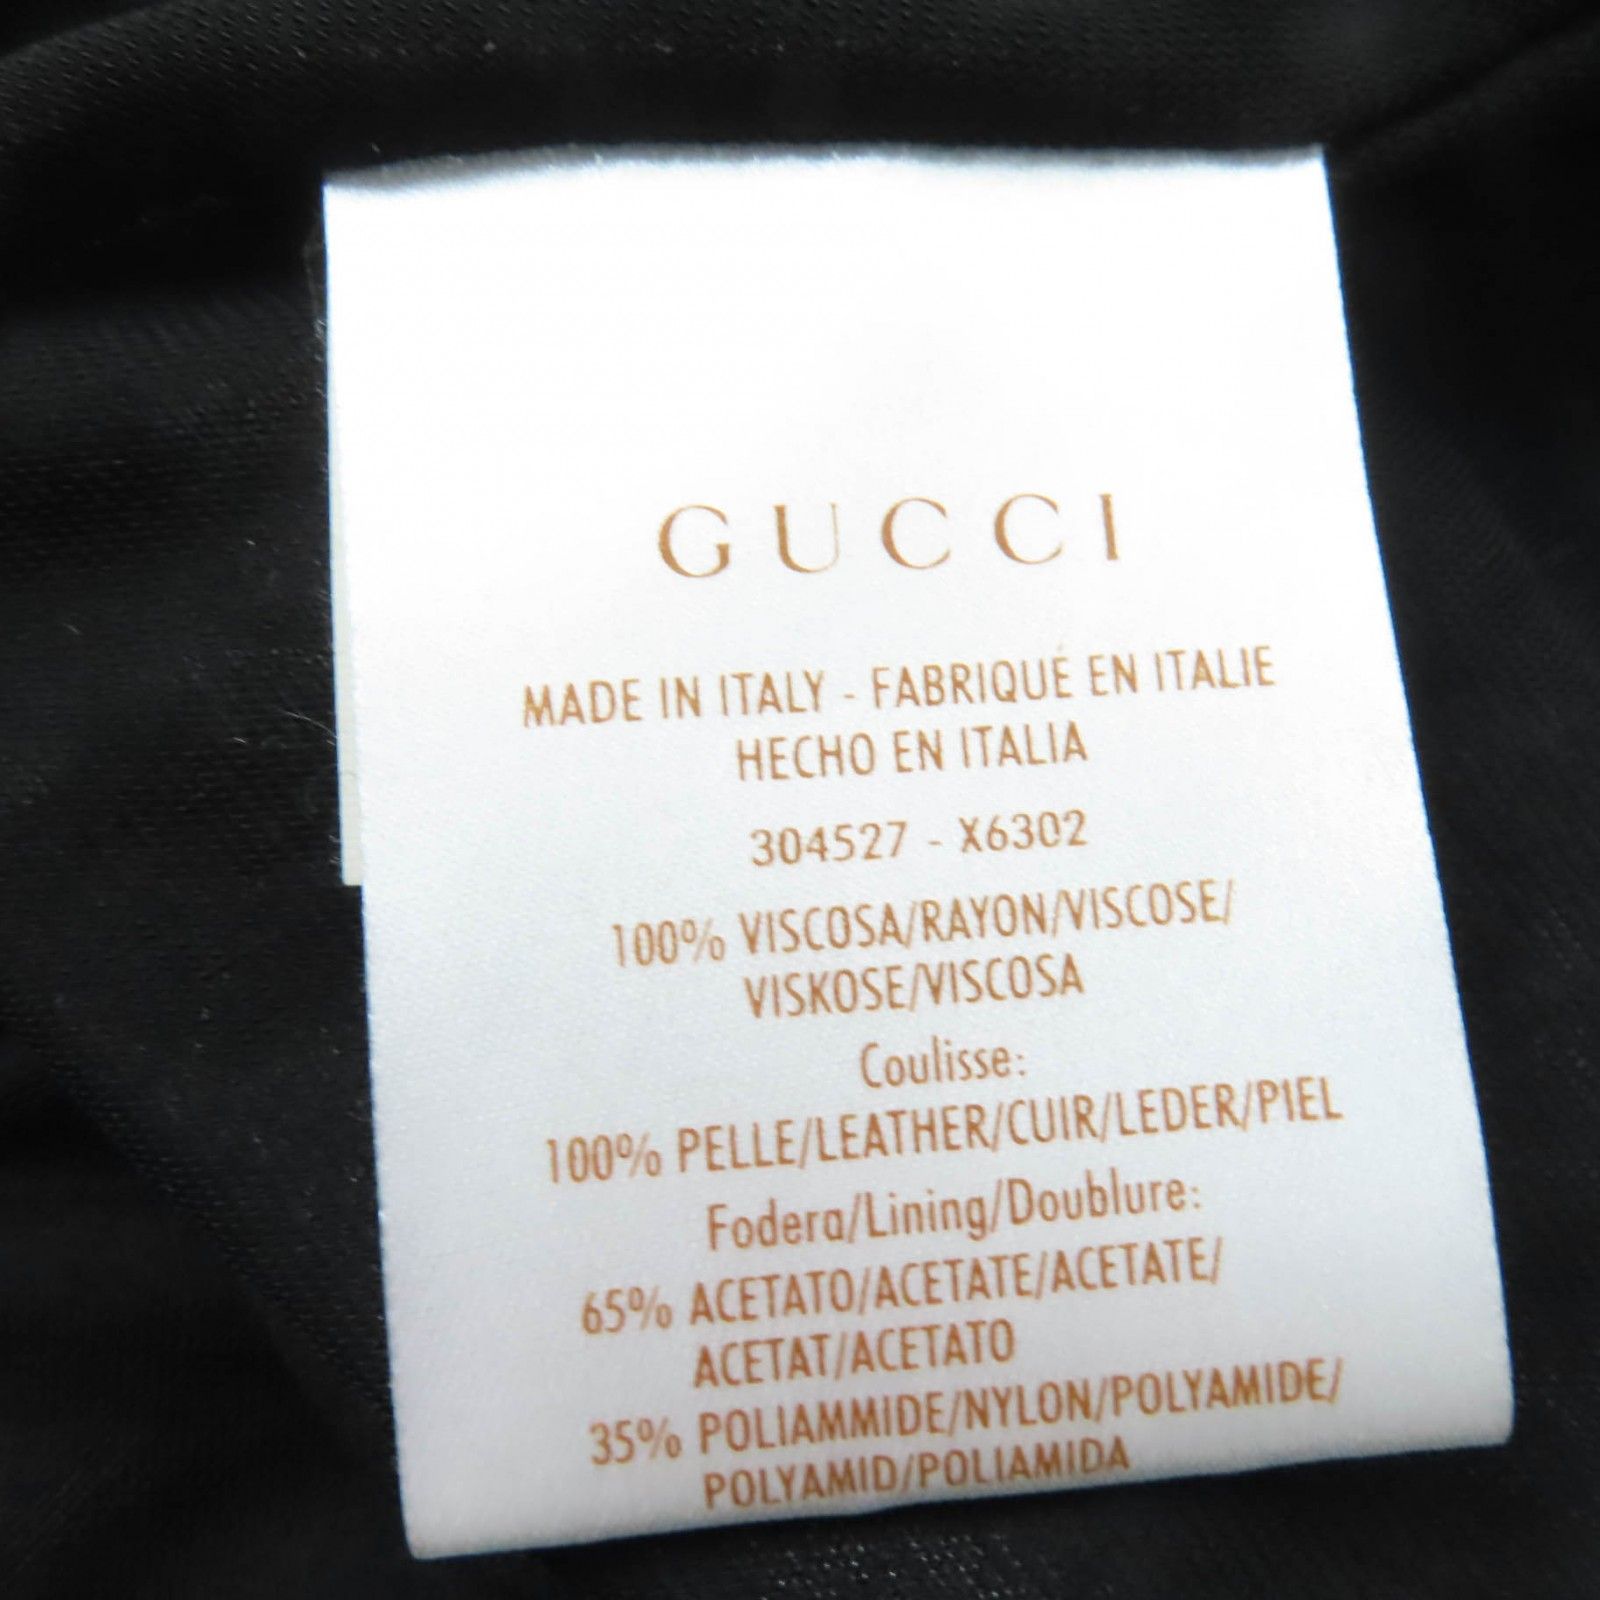 GUCCI
MADE IN ITALY - FABRIQUÉ EN ITALIE
HECHO EN ITALIA
304527 - X6302
100% VISCOSA/RAYON/VISCOSE/
VISKOSE/VISCOSA
Coulisse:
100% PELLE/LEATHER/CUIR/LEDER/PIEL
Fodera/Lining/Doublure:
65% ACETATO/ACETATE/ACETATE/
ACETAT/ACETATO
35% POLIAMMIDE/NYLON/POLYAMIDE/
POLYAMID/POLIAMIDA